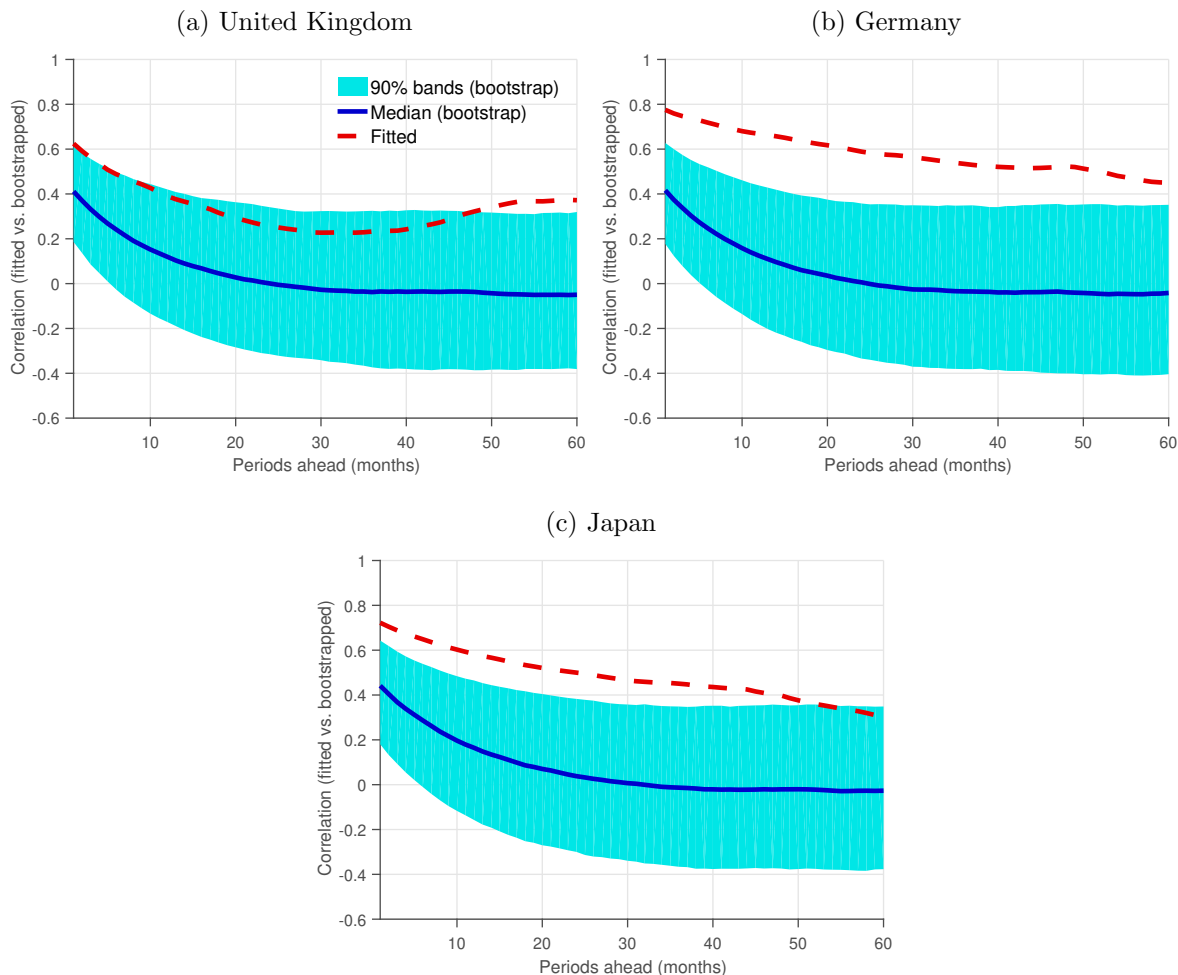 (a) United Kingdom
Correlation (fitted vs. bootstrapped)
1
0.8
0.6
0.4
0.2
0
-0.2
-0.4
-0.6
90% bands (bootstrap)
Median (bootstrap)
Fitted
10 20 30 40 50 60
Periods ahead (months)
(b) Germany
Correlation (fitted vs. bootstrapped)
1
0.8
0.6
0.4
0.2
0
-0.2
-0.4
-0.6
10 20 30 40 50 60
Periods ahead (months)
(c) Japan
Correlation (fitted vs. bootstrapped)
1
0.8
0.6
0.4
0.2
0
-0.2
-0.4
-0.6
10 20 30 40 50 60
Periods ahead (months)